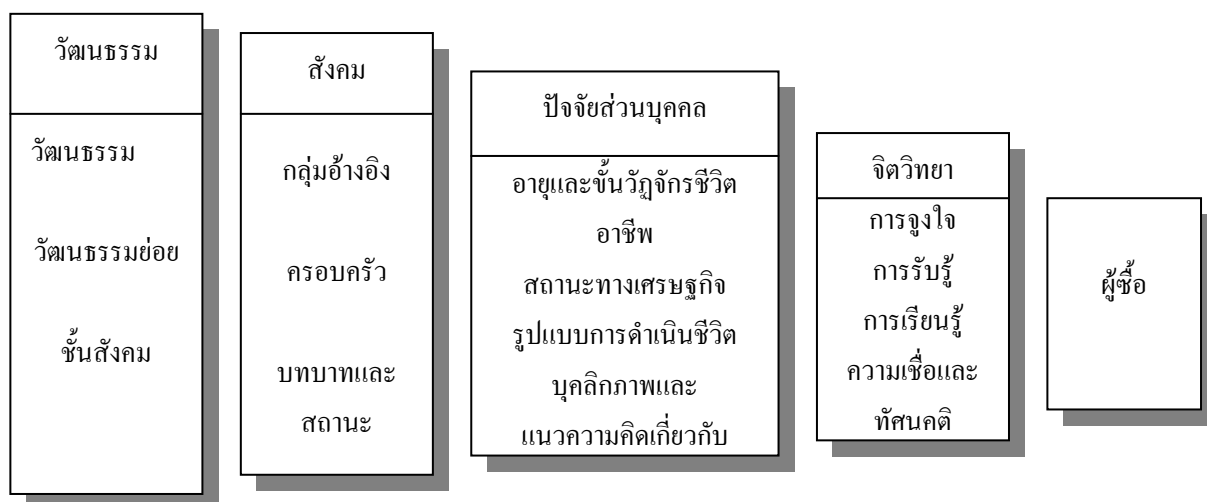 วัฒนธรรม
วัฒนธรรม
วัฒนธรรมย่อย
ชั้นสังคม
สังคม
กลุ่มอ้างอิง
ครอบครัว
บทบาทและ
สถานะ
ปัจจัยส่วนบุคคล
อายุและขั้นวัฏจักรชีวิต
อาชีพ
สถานะทางเศรษฐกิจ
รูปแบบการดำเนินชีวิต
บุคลิกภาพและ
แนวความคิดเกี่ยวกับ
จิตวิทยา
การจูงใจ
การรับรู้
การเรียนรู้
ความเชื่อและ
ทัศนคติ
ผู้ซื้อ